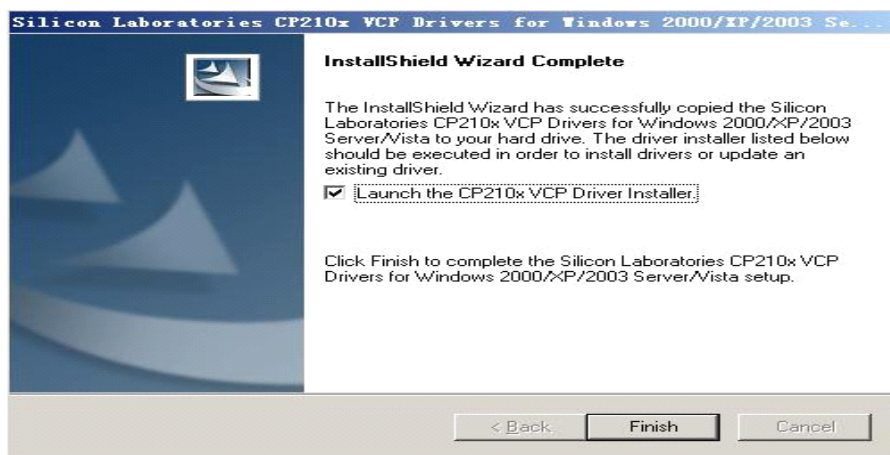 Silicon Laboratories CP210x VCP Drivers for Windows 2000/XP/2003 Se...
InstallShield Wizard Complete
The InstallShield Wizard has successfully copied the Silicon
Laboratories CP210x VCP Drivers for Windows 2000/XP/2003
Server/Vista to your hard drive. The driver installer listed below
should be executed in order to install drivers or update an
existing driver.
Launch the CP210x VCP Driver Installer.
Click Finish to complete the Silicon Laboratories CP210x VCP
Drivers for Windows 2000/XP/2003 Server/Vista setup.
< Back Finish Cancel